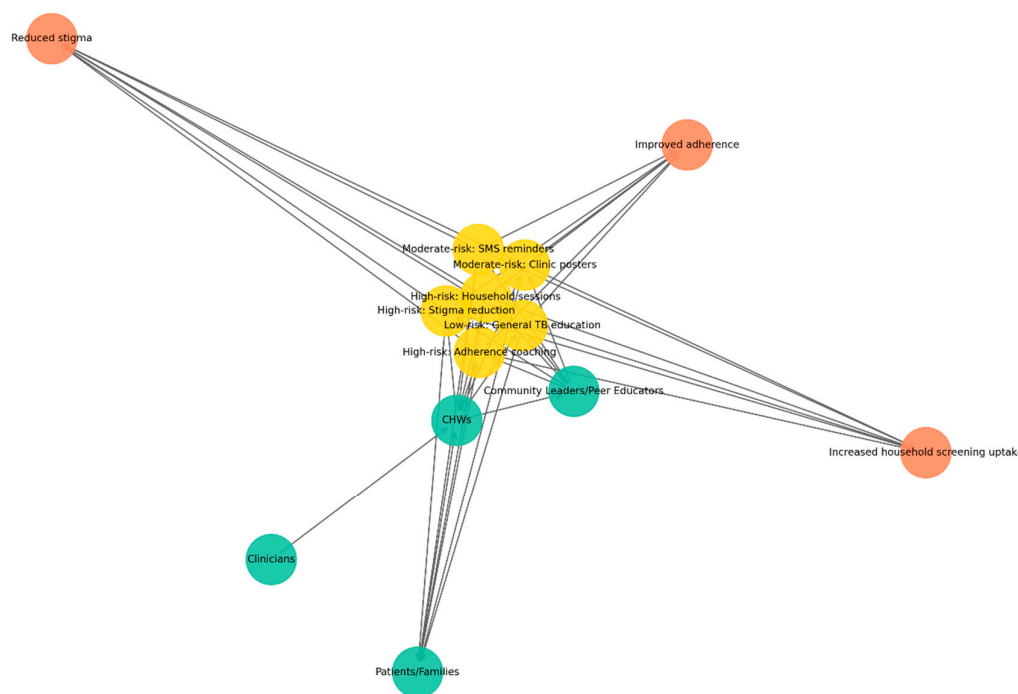 Reduced stigma
Improved adherence
Moderate-risk: SMS reminders
Moderate-risk: Clinic posters
High-risk: Household sessions
High-risk: Stigma reduction
Low-risk: General TB education
High-risk: Adherence coaching
Community Leaders/Peer Educators
CHWs
Increased household screening uptak
Clinicians
Patients/Families